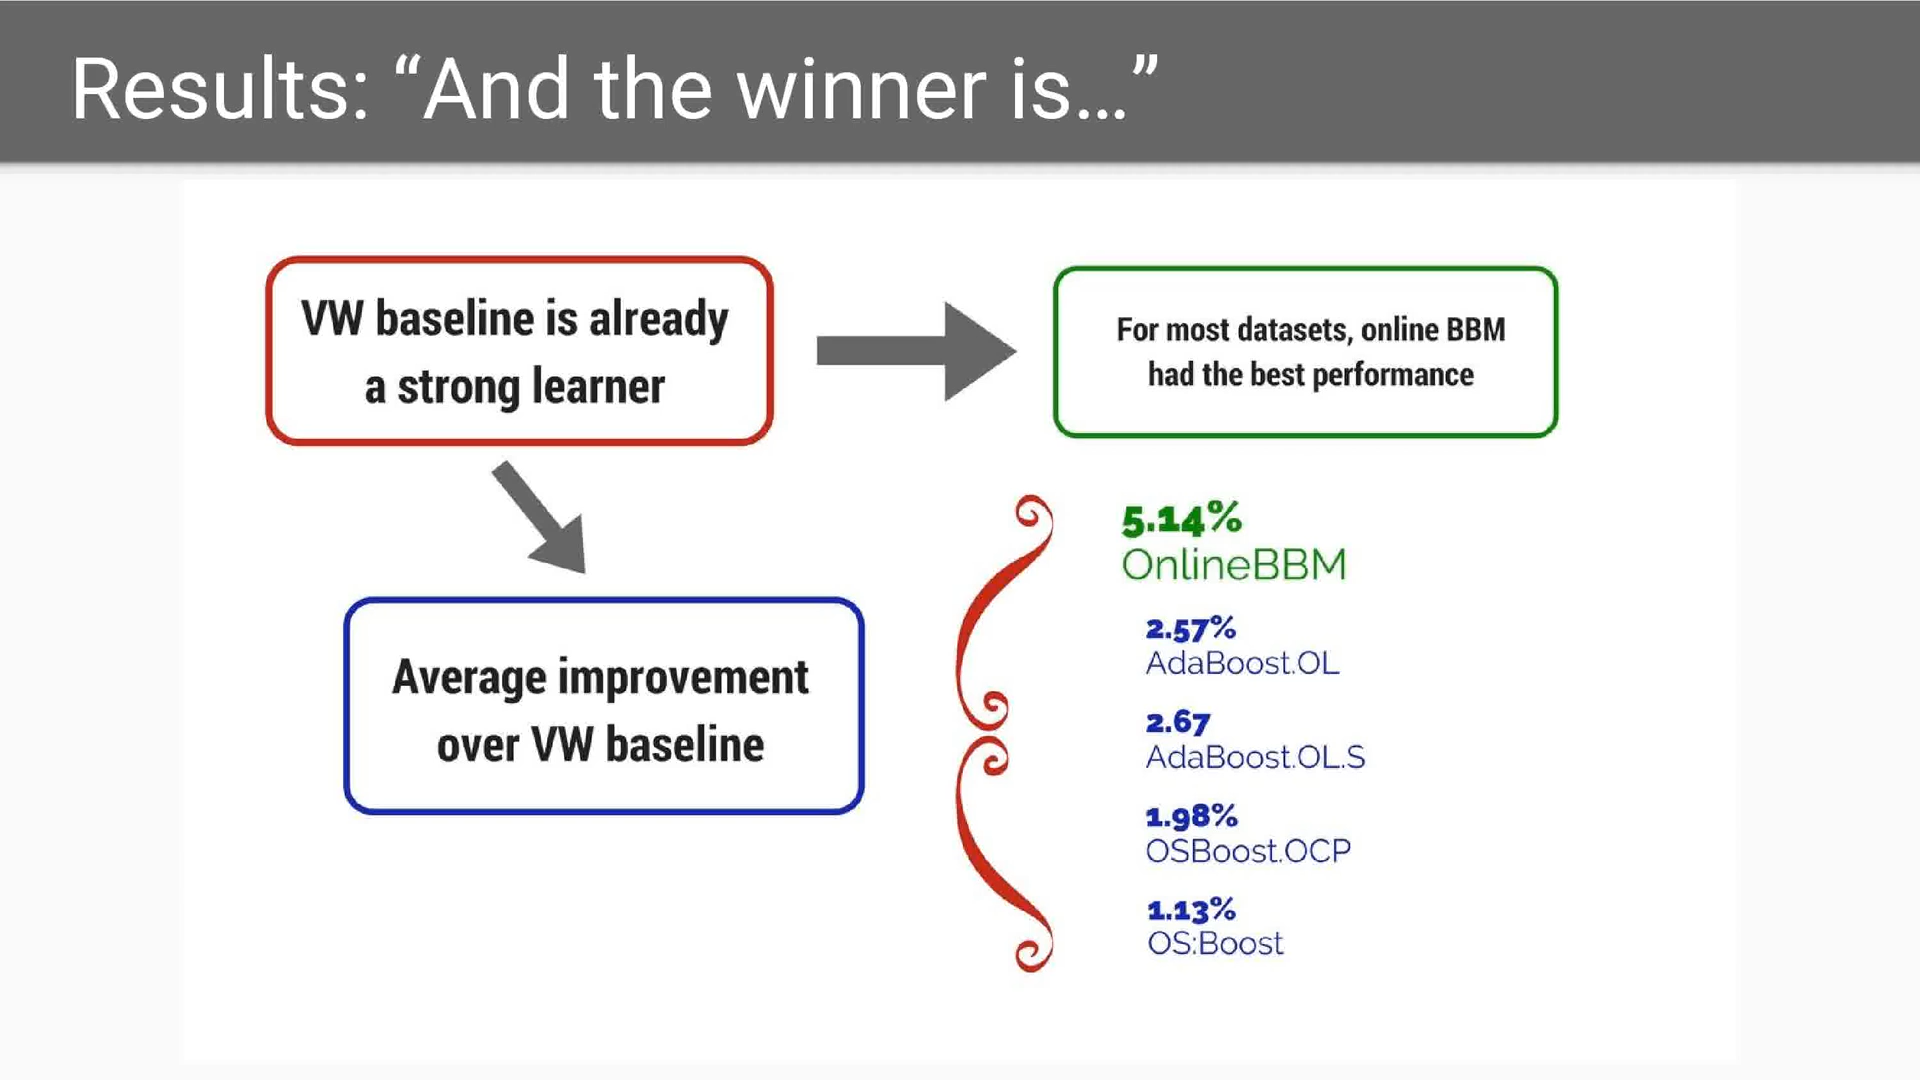 Results: “And the winner is...”
VW baseline is already
a strong learner
For most datasets, online BBM
had the best performance
Average improvement
over VW baseline
5.14%
OnlineBBM
2.57%
AdaBoost.OL
2.67
AdaBoost.OL.S
1.98%
OSBoost.OCP
1.13%
OS:Boost